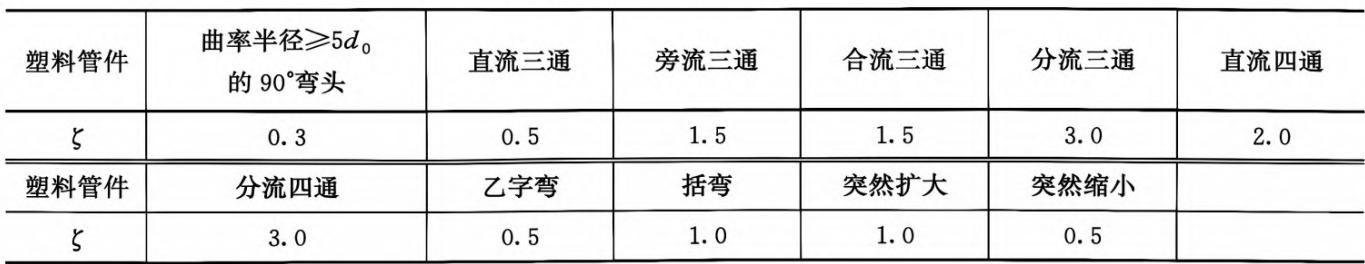 塑料管件 曲率半径≥5d₀的 90°弯头 直流三通 旁流三通 合流三通 分流三通 直流四通
ζ 0.3 0.5 1.5 1.5 3.0 2.0
塑料管件 分流四通 乙字弯 括弯 突然扩大 突然缩小
ζ 3.0 0.5 1.0 1.0 0.5